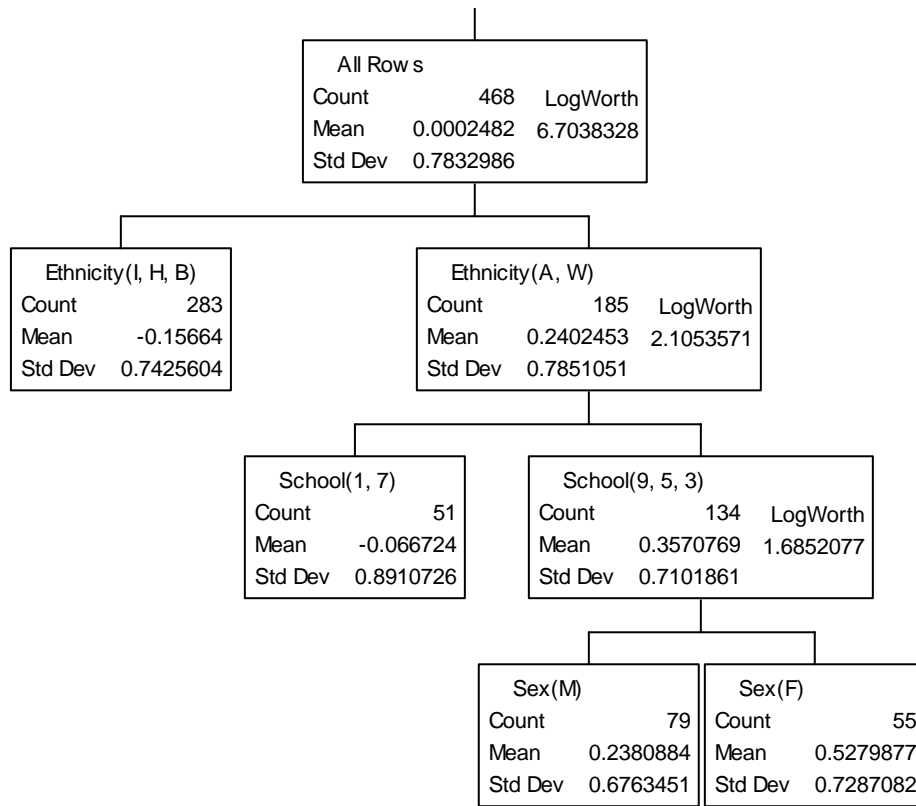 All Rows
Count 468 LogWorth
Mean 0.0002482 6.7038328
Std Dev 0.7832986
Ethnicity(I, H, B)
Count 283
Mean -0.15664
Std Dev 0.7425604
Ethnicity(A, W)
Count 185 LogWorth
Mean 0.2402453 2.1053571
Std Dev 0.7851051
School(1, 7)
Count 51
Mean -0.066724
Std Dev 0.8910726
School(9, 5, 3)
Count 134 LogWorth
Mean 0.3570769 1.6852077
Std Dev 0.7101861
Sex(M)
Count 79
Mean 0.2380884
Std Dev 0.6763451
Sex(F)
Count 55
Mean 0.5279877
Std Dev 0.7287082